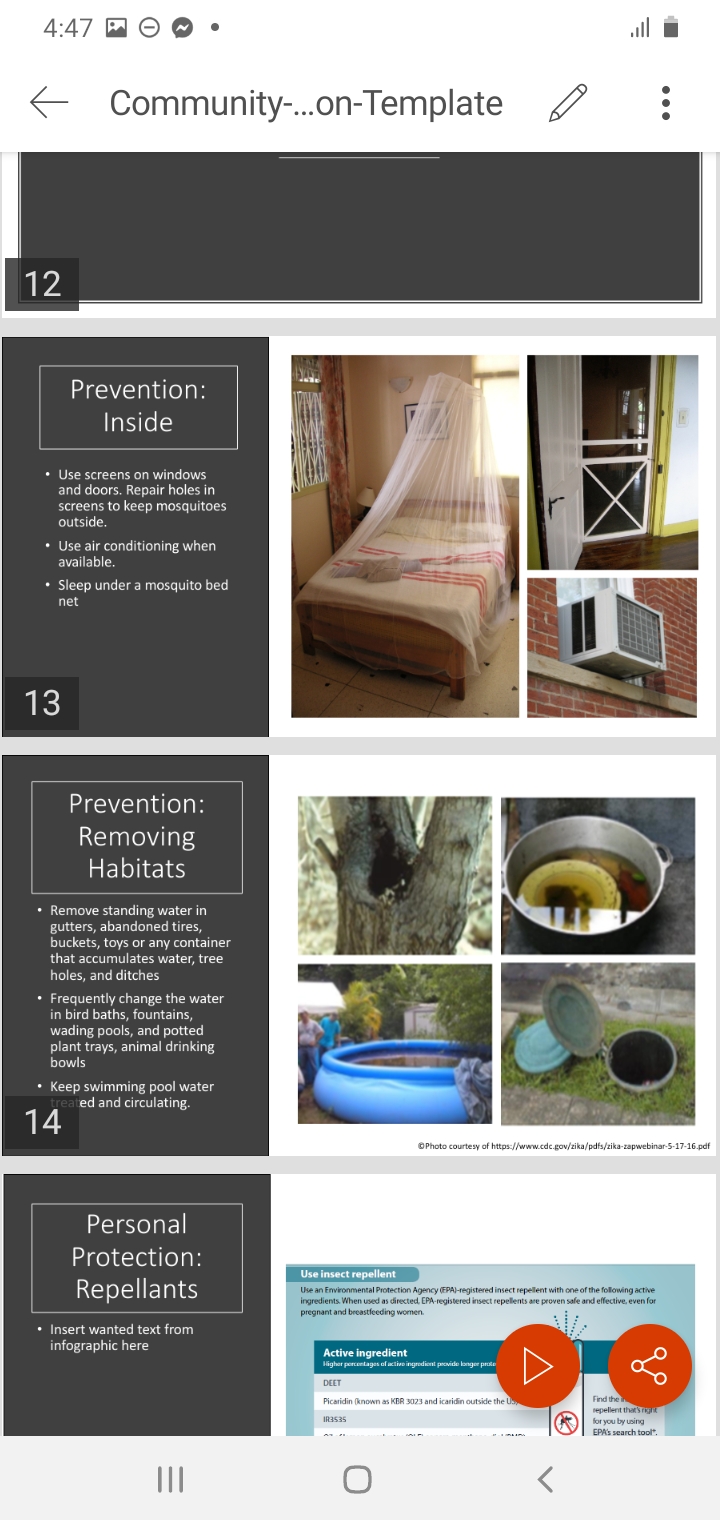 4:47
Community-...on-Template
12
Prevention:
Inside
• Use screens on windows
and doors. Repair holes in
screens to keep mosquitoes
outside.
• Use air conditioning when
available.
• Sleep under a mosquito bed
net
13
Prevention:
Removing
Habitats
• Remove standing water in
gutters, abandoned tires,
buckets, toys or any container
that accumulates water, tree
holes, and ditches
• Frequently change the water
in bird baths, fountains,
wading pools, and potted
plant trays, animal drinking
bowls
• Keep swimming pool water
treated and circulating.
14
©Photo courtesy of https://www.cdc.gov/zika/pdfs/zika-zapwebinar-5-17-16.pdf
Personal
Protection:
Repellants
• Insert wanted text from
infographic here
Use insect repellent
Use an Environmental Protection Agency (EPA)-registered insect repellent with one of the following active
ingredients. When used as directed, EPA-registered insect repellents are proven safe and effective, even for
pregnant and breastfeeding women.
Active ingredient
Higher percentages of active ingredient provide longer
DEET
Picaridin (known as KBR 3023 and icaridin outside the
IR3535
Find the
repellent that's right
for you by using
EPA's search tool*.